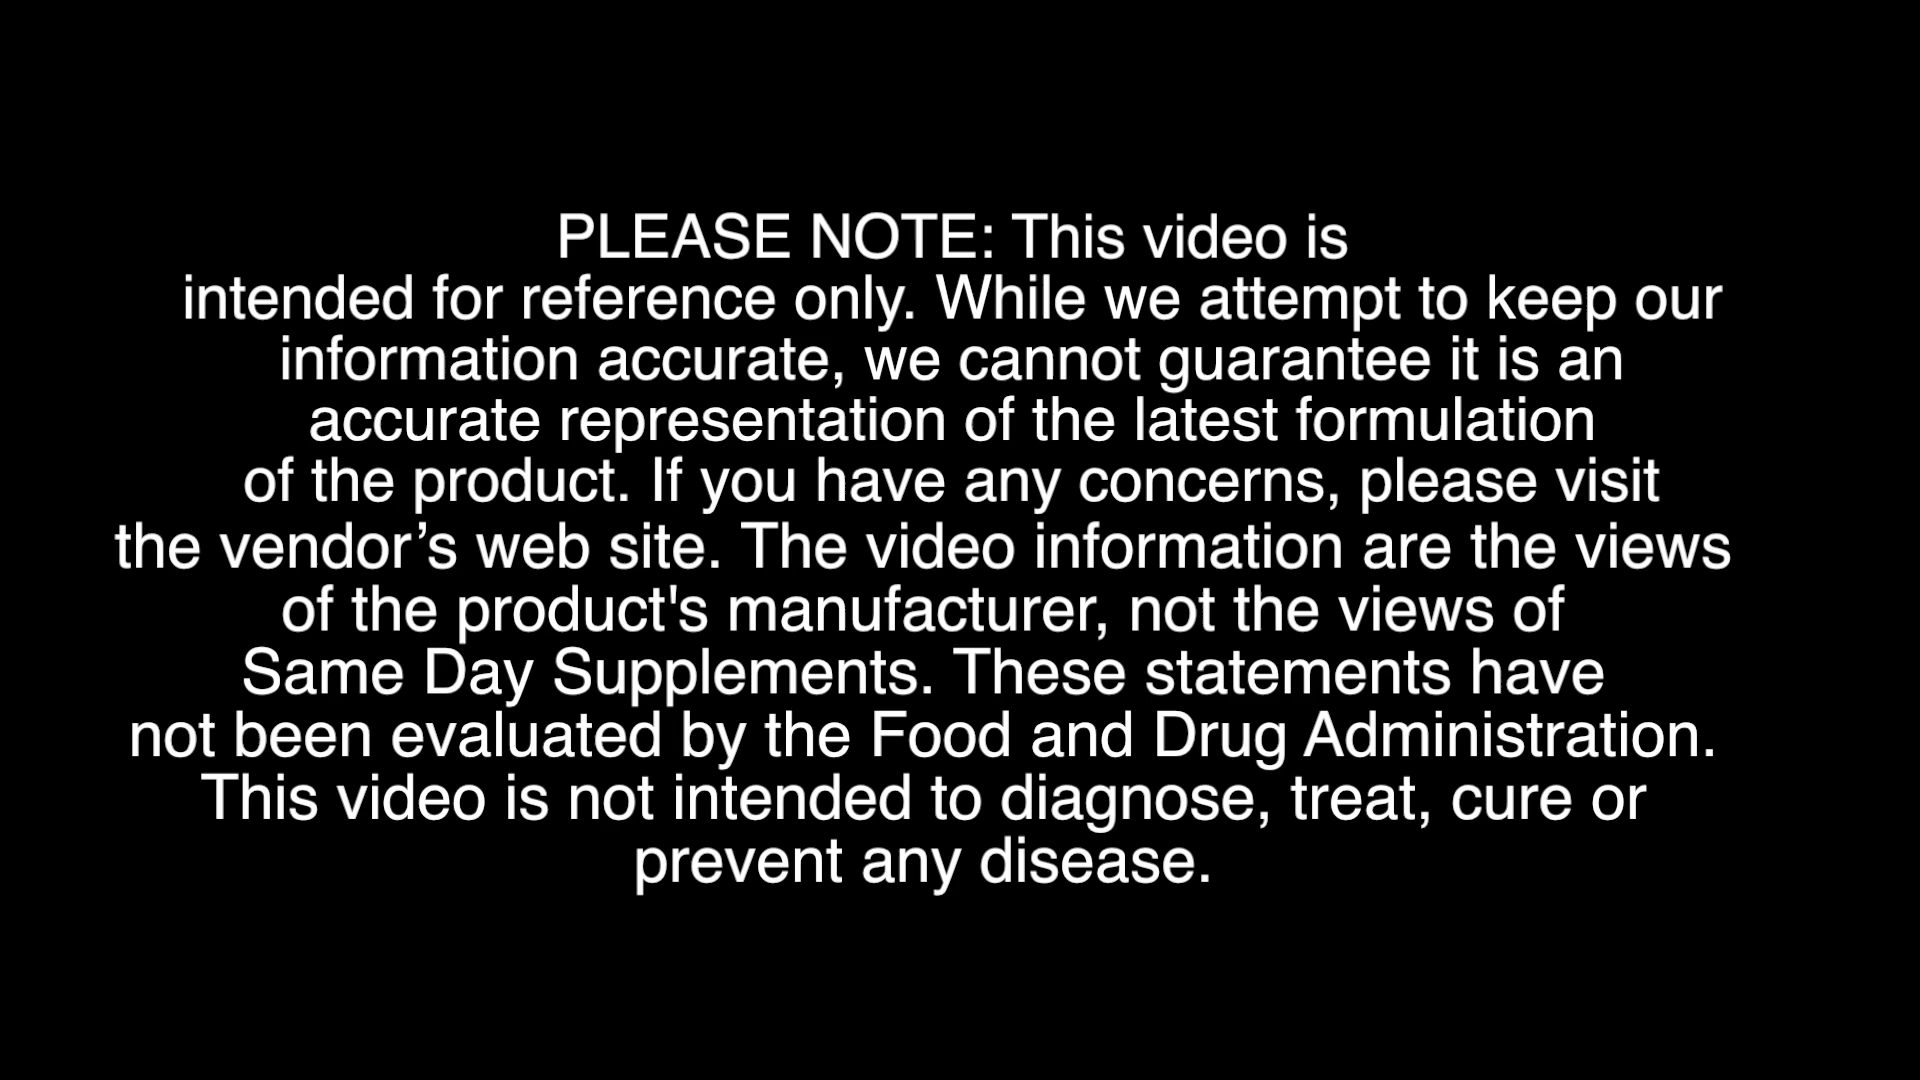 PLEASE NOTE: This video is
intended for reference only. While we attempt to keep our
information accurate, we cannot guarantee it is an
accurate representation of the latest formulation
of the product. If you have any concerns, please visit
the vendor’s web site. The video information are the views
of the product's manufacturer, not the views of
Same Day Supplements. These statements have
not been evaluated by the Food and Drug Administration.
This video is not intended to diagnose, treat, cure or
prevent any disease.